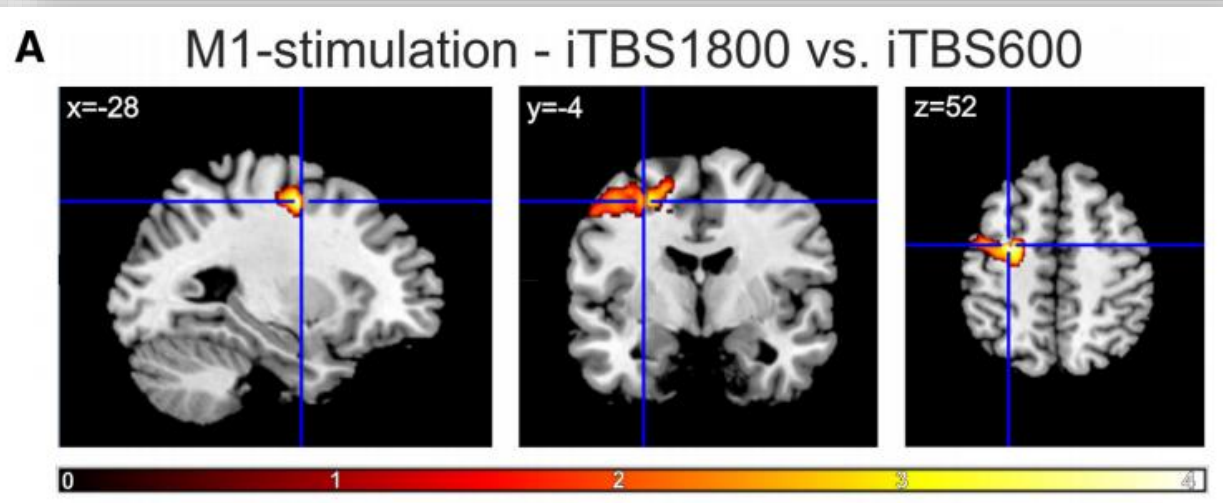 A
M1-stimulation - iTBS1800 vs. iTBS600
x=-28
y=-4
z=52
0 1 2 3 4